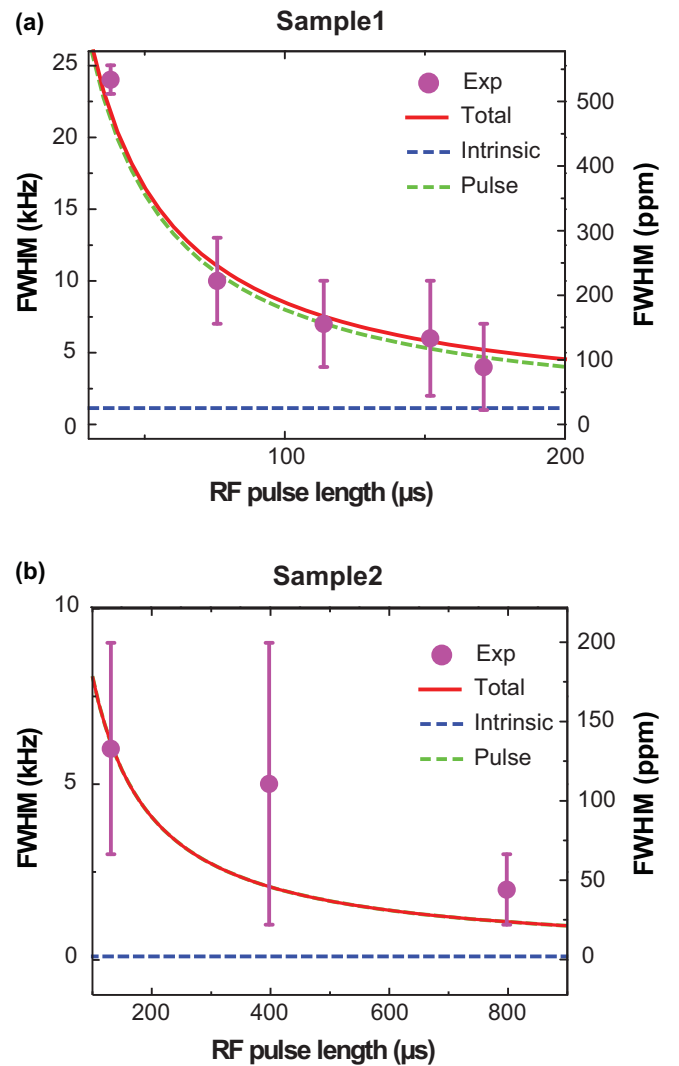 (a)
Sample1
25
20
15
10
5
0
500
400
300
200
100
0
Exp
Total
Intrinsic
Pulse
FWHM (kHz)
FWHM (ppm)
100
200
RF pulse length (µs)
(b)
Sample2
10
5
0
200
150
100
50
0
Exp
Total
Intrinsic
Pulse
FWHM (kHz)
FWHM (ppm)
200
400
600
800
RF pulse length (µs)